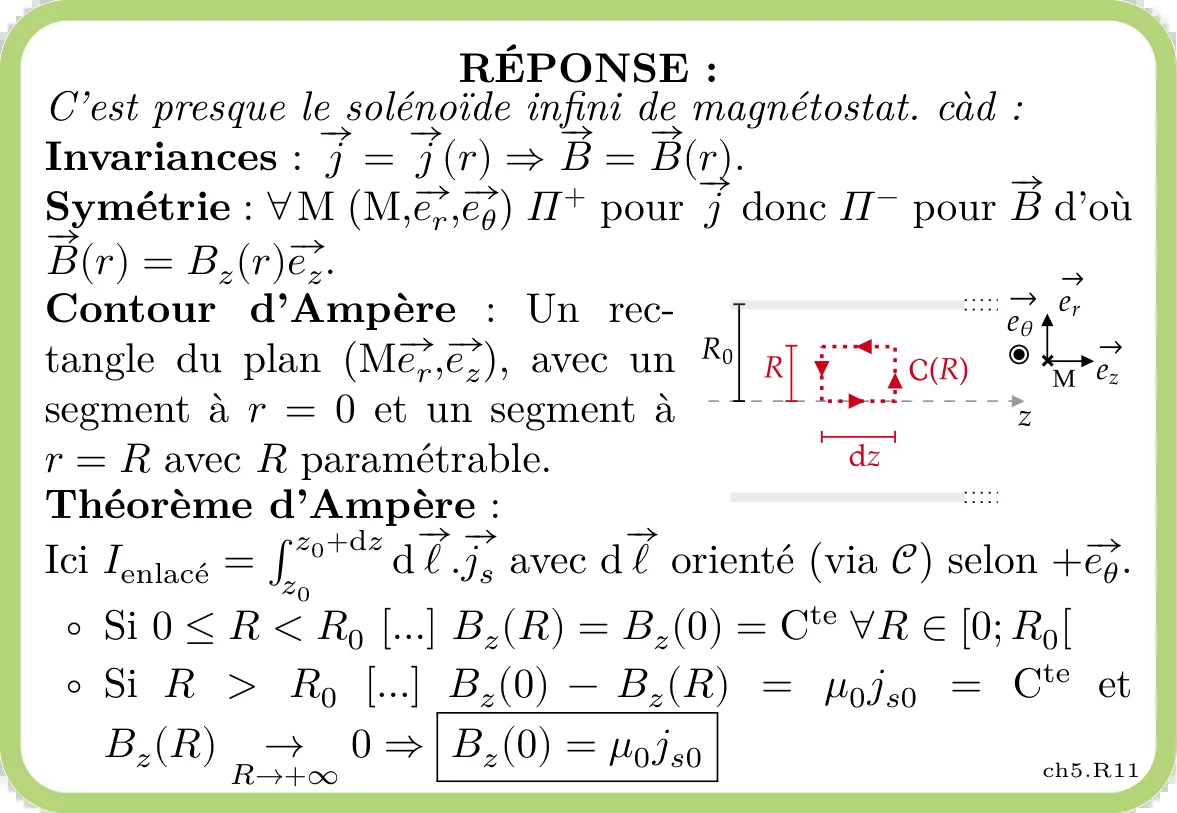 RÉPONSE :
C'est presque le solénoïde infini de magnétostat. càd :
Invariances : $\vec{j} = \vec{j}(r) \Rightarrow \vec{B} = \vec{B}(r)$.
Symétrie : ∀ M (M,$\vec{e_r}$,$\vec{e_\theta}$) $\Pi^+$ pour $\vec{j}$ donc $\Pi^-$ pour $\vec{B}$ d'où
$\vec{B}(r) = B_z(r)\vec{e_z}$.
Contour d'Ampère : Un rec-
tangle du plan (M$\vec{e_r}$,$\vec{e_z}$), avec un
segment à $r = 0$ et un segment à
$r = R$ avec $R$ paramétrable.
$R_0$
$R$
C($R$)
d$z$
$\vec{e_\theta}$
$\vec{e_r}$
M
$\vec{e_z}$
$z$
Théorème d'Ampère :
Ici $I_{\text{enlacé}} = \int_{z_0}^{z_0+\mathrm{d}z} \mathrm{d}\vec{\ell}.\vec{j_s}$ avec d$\vec{\ell}$ orienté (via $\mathcal{C}$) selon $+\vec{e_\theta}$.
∘ Si $0 \leq R < R_0$ [...] $B_z(R) = B_z(0) = \mathrm{C}^{\text{te}}$ $\forall R \in [0; R_0[$
∘ Si $R > R_0$ [...] $B_z(0) - B_z(R) = \mu_0 j_{s0} = \mathrm{C}^{\text{te}}$ et
$B_z(R) \underset{R \to +\infty}{\to} 0 \Rightarrow \boxed{B_z(0) = \mu_0 j_{s0}}$
ch5.R11